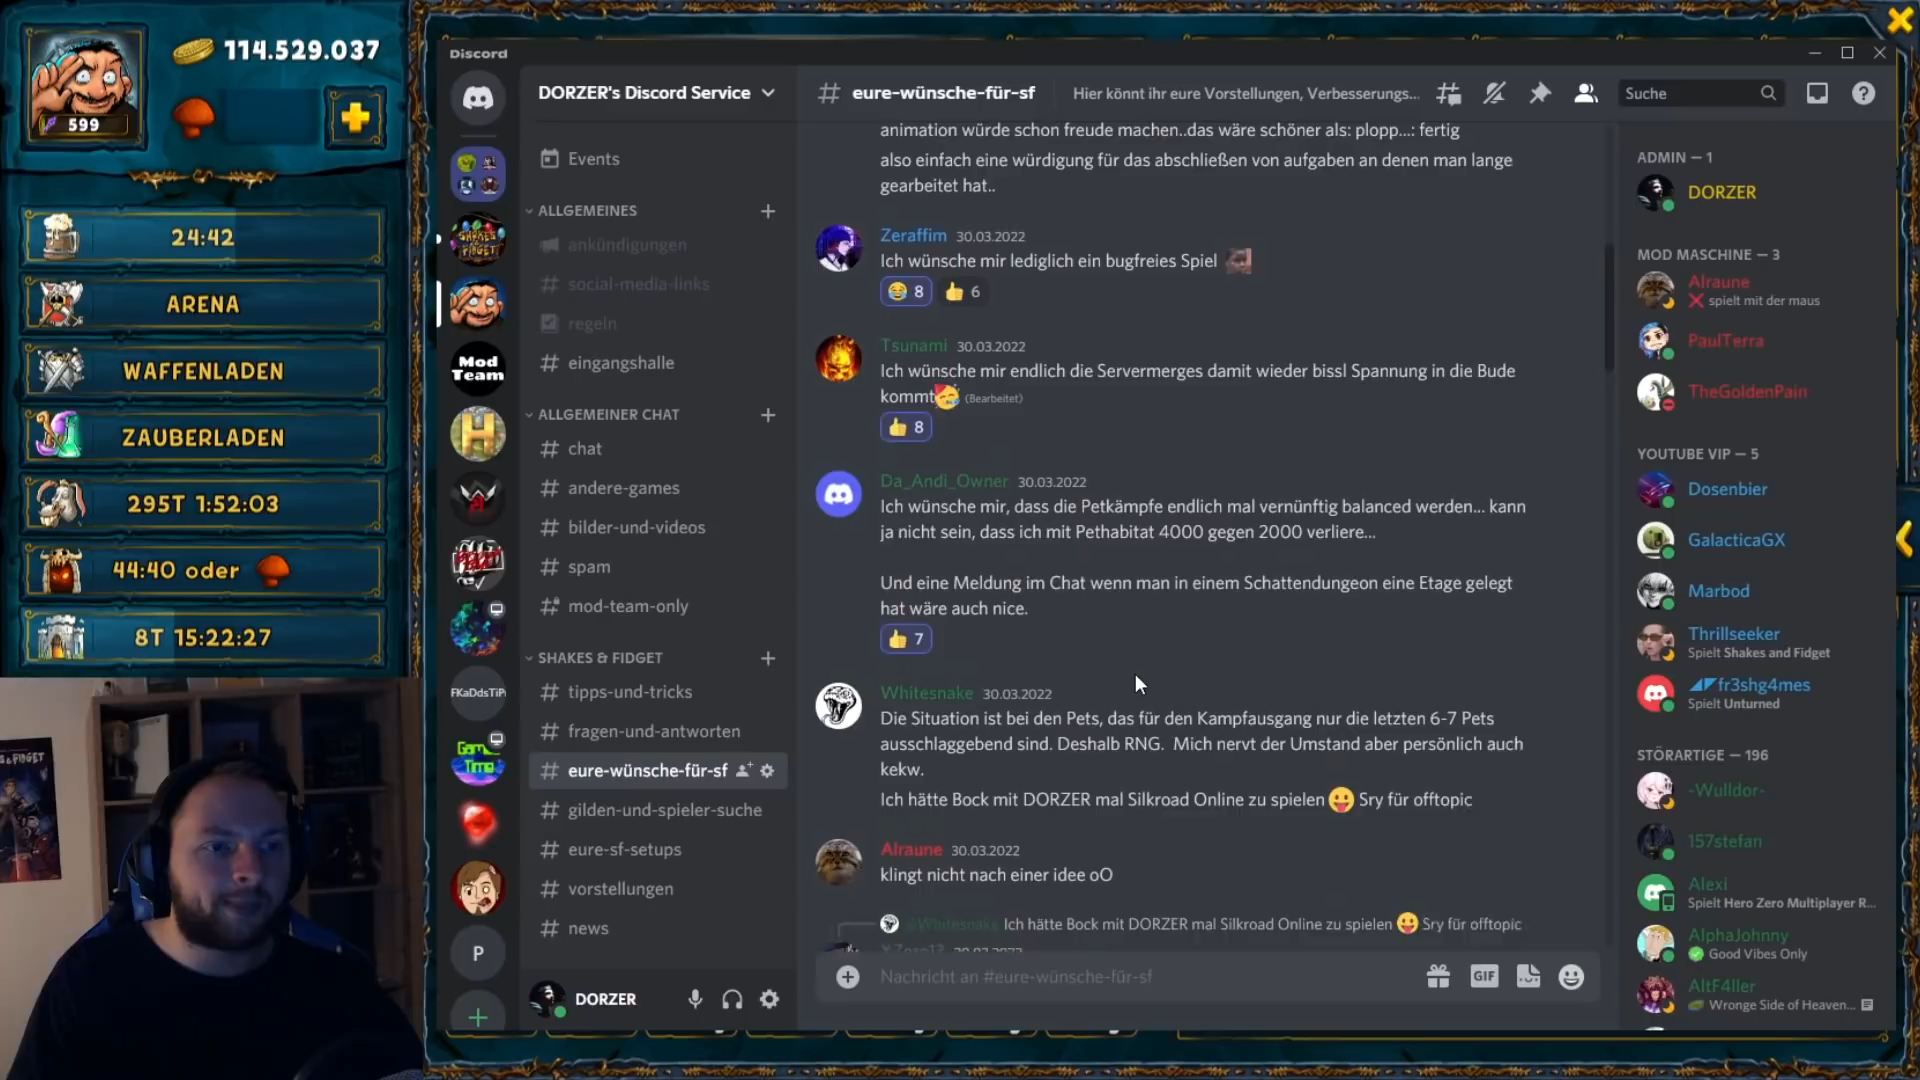 114.529.037
599
24:42
ARENA
WAFFENLADEN
ZAUBERLADEN
295T 1:52:03
44:40 oder
8T 15:22:27
Discord
Mod
Team
H
FKaDdsTiP
Game
Time
P
DORZER's Discord Service
Events
ALLGEMEINES
ankündigungen
social-media-links
regeln
eingangshalle
ALLGEMEINER CHAT
chat
andere-games
bilder-und-videos
spam
mod-team-only
SHAKES & FIDGET
tipps-und-tricks
fragen-und-antworten
eure-wünsche-für-sf
gilden-und-spieler-suche
eure-sf-setups
vorstellungen
news
DORZER
eure-wünsche-für-sf
Hier könnt ihr eure Vorstellungen, Verbesserungs...
Suche
animation würde schon freude machen..das wäre schöner als: plopp...: fertig
also einfach eine würdigung für das abschließen von aufgaben an denen man lange
gearbeitet hat..
Zeraffim 30.03.2022
Ich wünsche mir lediglich ein bugfreies Spiel
8 6
Tsunami 30.03.2022
Ich wünsche mir endlich die Servermerges damit wieder bissl Spannung in die Bude
kommt (Bearbeitet)
8
Da_Andi_Owner 30.03.2022
Ich wünsche mir, dass die Petkämpfe endlich mal vernünftig balanced werden... kann
ja nicht sein, dass ich mit Pethabitat 4000 gegen 2000 verliere...
Und eine Meldung im Chat wenn man in einem Schattendungeon eine Etage gelegt
hat wäre auch nice.
7
Whitesnake 30.03.2022
Die Situation ist bei den Pets, das für den Kampfausgang nur die letzten 6-7 Pets
ausschlaggebend sind. Deshalb RNG. Mich nervt der Umstand aber persönlich auch
kekw.
Ich hätte Bock mit DORZER mal Silkroad Online zu spielen Sry für offtopic
Alraune 30.03.2022
klingt nicht nach einer idee oO
@Whitesnake Ich hätte Bock mit DORZER mal Silkroad Online zu spielen Sry für offtopic
Nachricht an #eure-wünsche-für-sf
GIF
ADMIN — 1
DORZER
MOD MASCHINE — 3
Alraune
spielt mit der maus
PaulTerra
TheGoldenPain
YOUTUBE VIP — 5
Dosenbier
GalacticaGX
Marbod
Thrillseeker
Spielt Shakes and Fidget
fr3shg4mes
Spielt Unturned
STÖRARTIGE — 196
-Wulldor-
157stefan
Alexi
Spielt Hero Zero Multiplayer R...
AlphaJohnny
Good Vibes Only
AltF4ller
Wronge Side of Heaven...